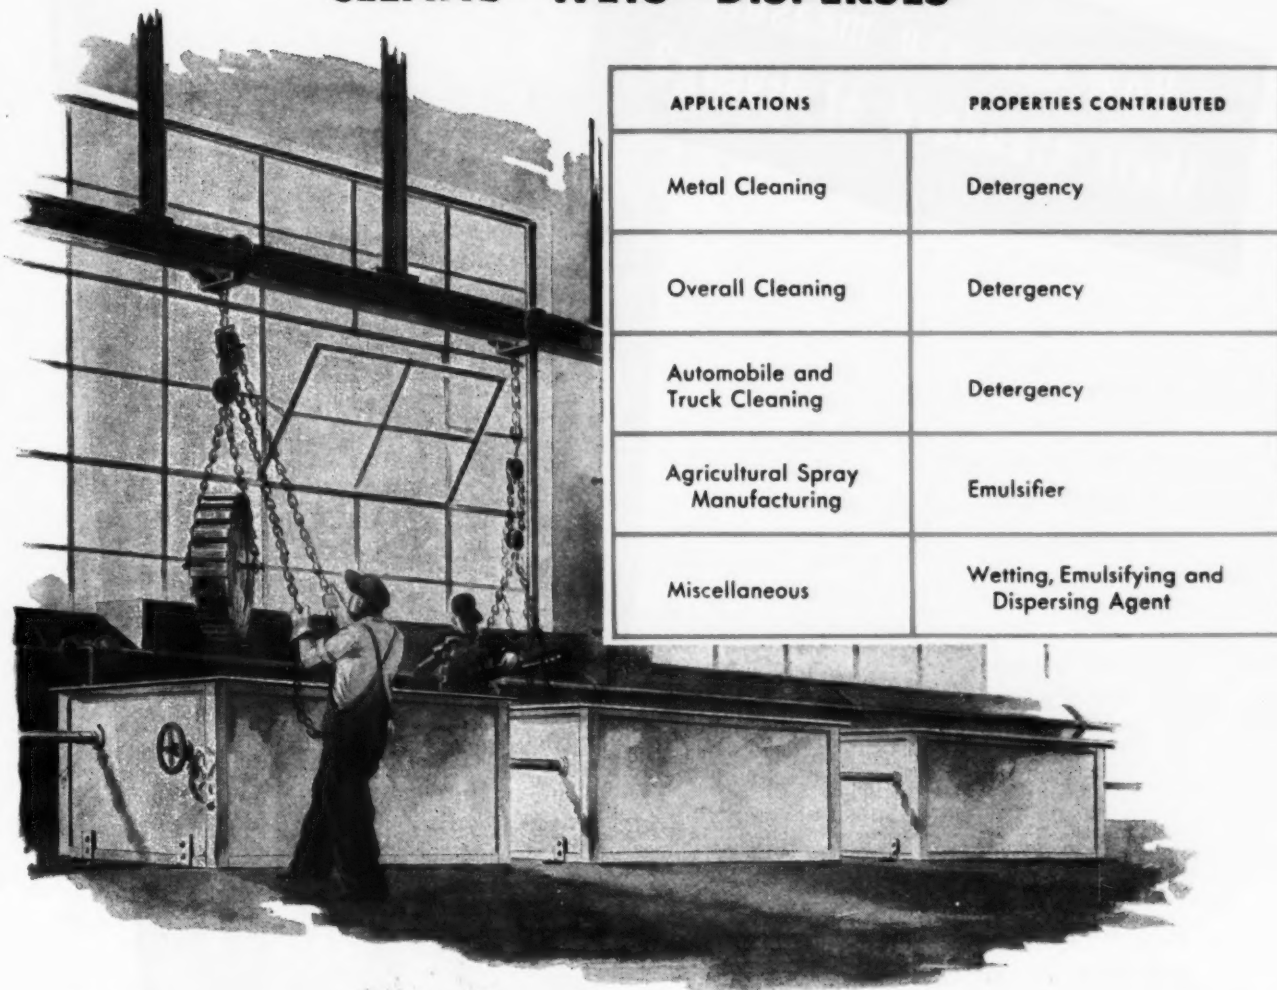 APPLICATIONS PROPERTIES CONTRIBUTED
Metal Cleaning Detergency
Overall Cleaning Detergency
Automobile and
Truck Cleaning Detergency
Agricultural Spray
Manufacturing Emulsifier
Miscellaneous Wetting, Emulsifying and
Dispersing Agent